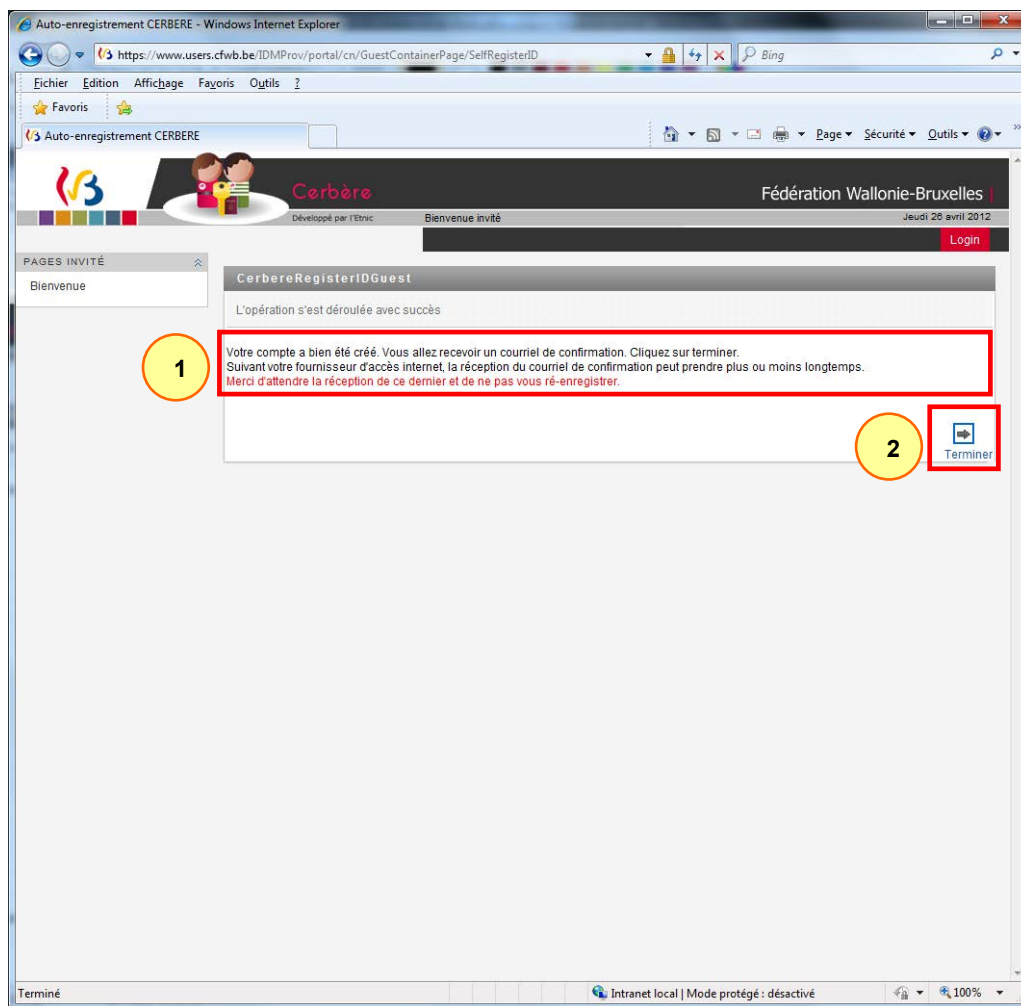 Auto-enregistrement CERBERE - Windows Internet Explorer
https://www.users.cfwb.be/IDMProv/portal/cn/GuestContainerPage/SelfRegisterID
Bing
Fichier Edition Affichage Favoris Outils ?
Favoris
Auto-enregistrement CERBERE
Page Sécurité Outils
Cerbère
Fédération Wallonie-Bruxelles
Développé par l'Etnic
Bienvenue invité
Jeudi 26 avril 2012
Login
PAGES INVITÉ
Bienvenue
CerbereRegisterIDGuest
L'opération s'est déroulée avec succès
1
Votre compte a bien été créé. Vous allez recevoir un courriel de confirmation. Cliquez sur terminer.
Suivant votre fournisseur d'accès internet, la réception du courriel de confirmation peut prendre plus ou moins longtemps.
Merci d'attendre la réception de ce dernier et de ne pas vous ré-enregistrer.
2
Terminer
Terminé
Intranet local | Mode protégé : désactivé
100%